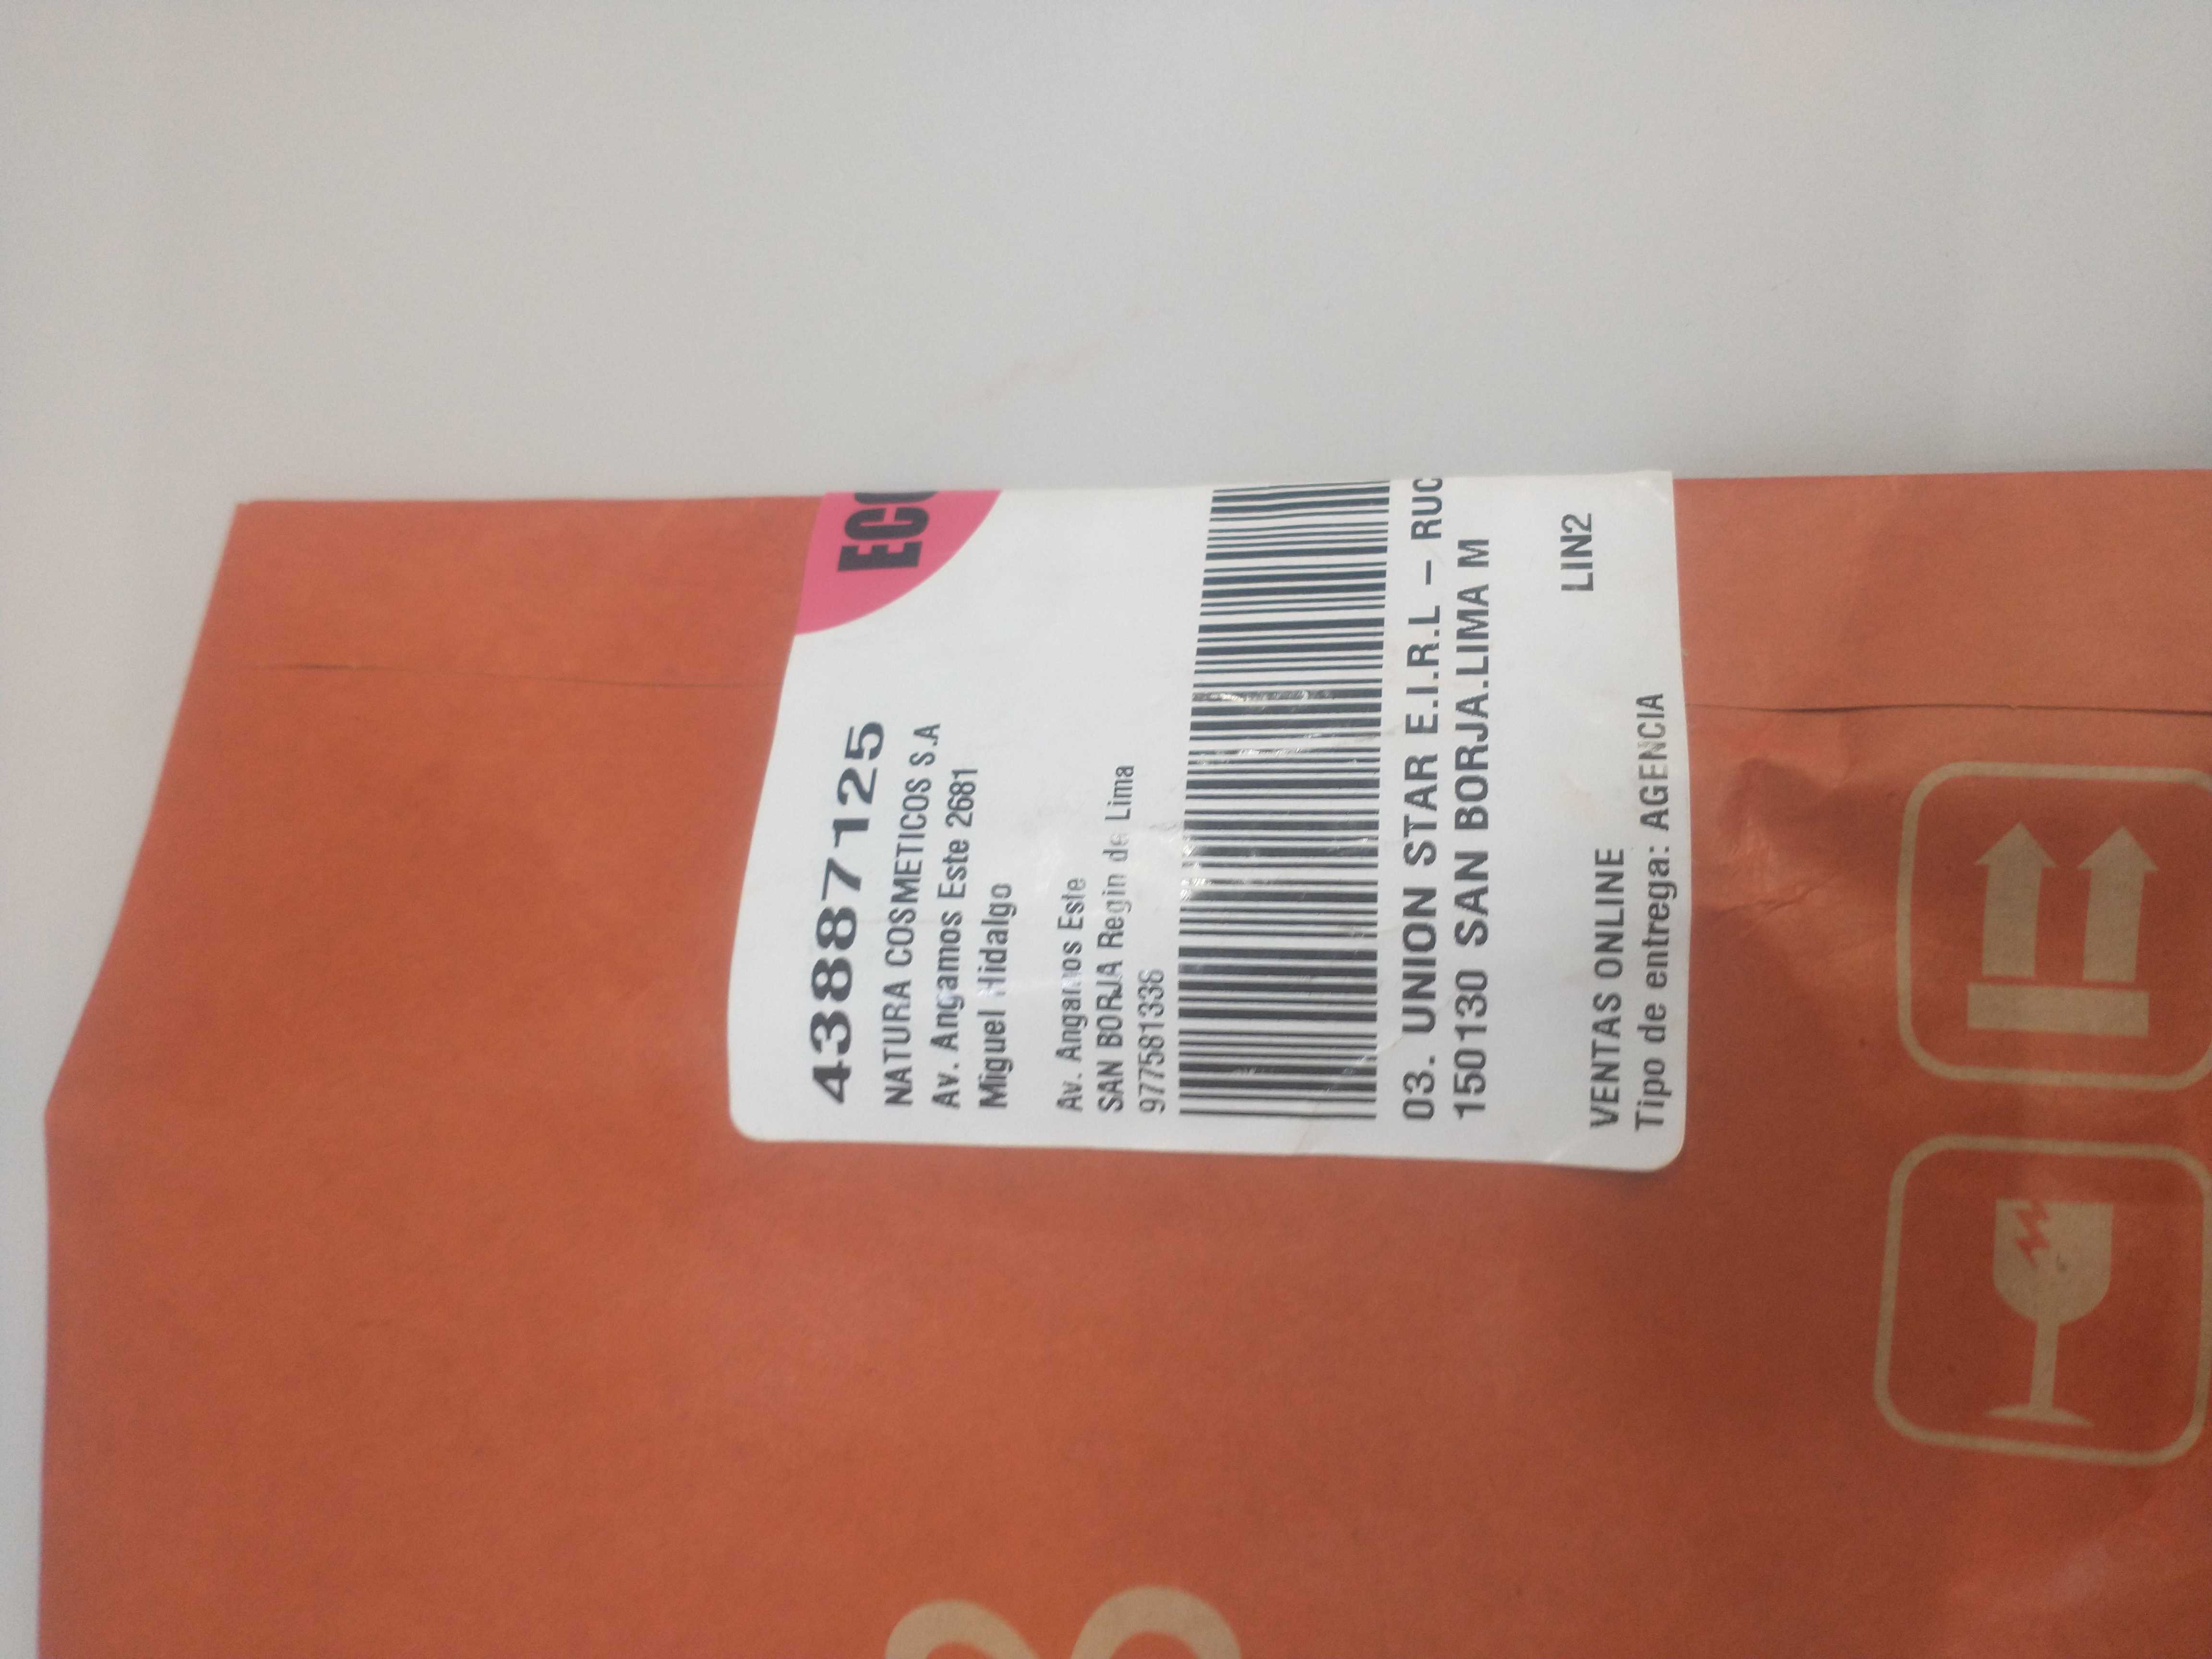 43887125
NATURA COSMETICOS S.A
Av. Angamos Este 2681
Miguel Hidalgo
Av. Angamos Este
SAN BORJA Regin de Lima
977581336
03. UNION STAR E.I.R.L - RUC
150130 SAN BORJA.LIMA M
LIN2
VENTAS ONLINE
Tipo de entrega: AGENCIA